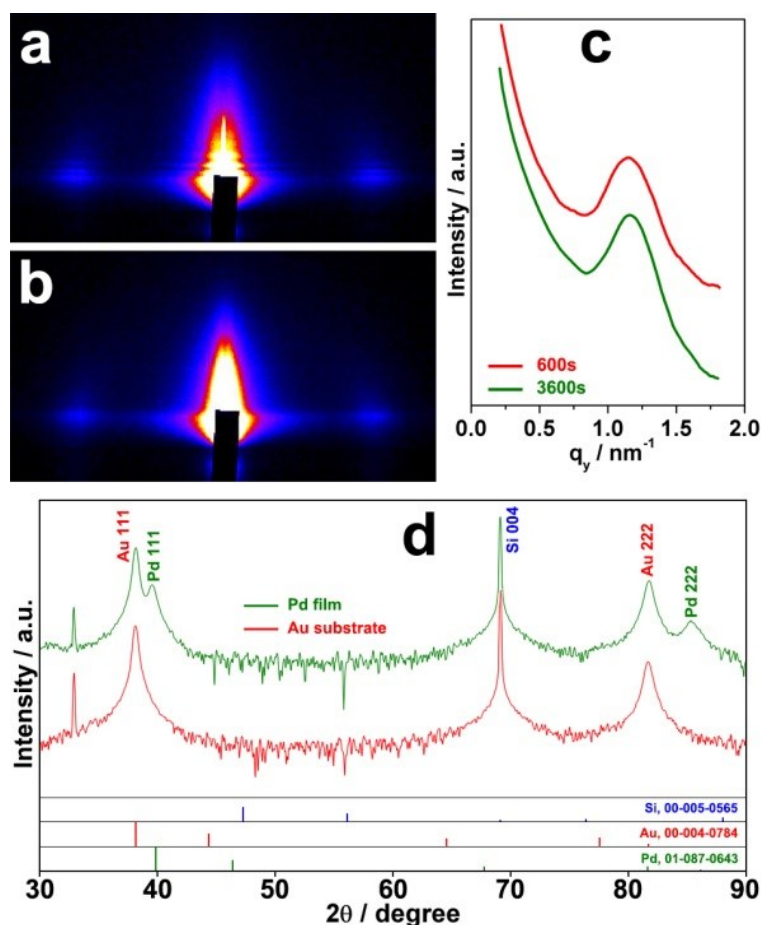 a
b
c
Intensity / a.u.
600s
3600s
0.0 0.5 1.0 1.5 2.0
q_y / nm⁻¹
d
Au 111
Pd 111
Si 004
Au 222
Pd 222
Pd film
Au substrate
Intensity / a.u.
Si, 00-005-0565
Au, 00-004-0784
Pd, 01-087-0643
30 40 50 60 70 80 90
2θ / degree